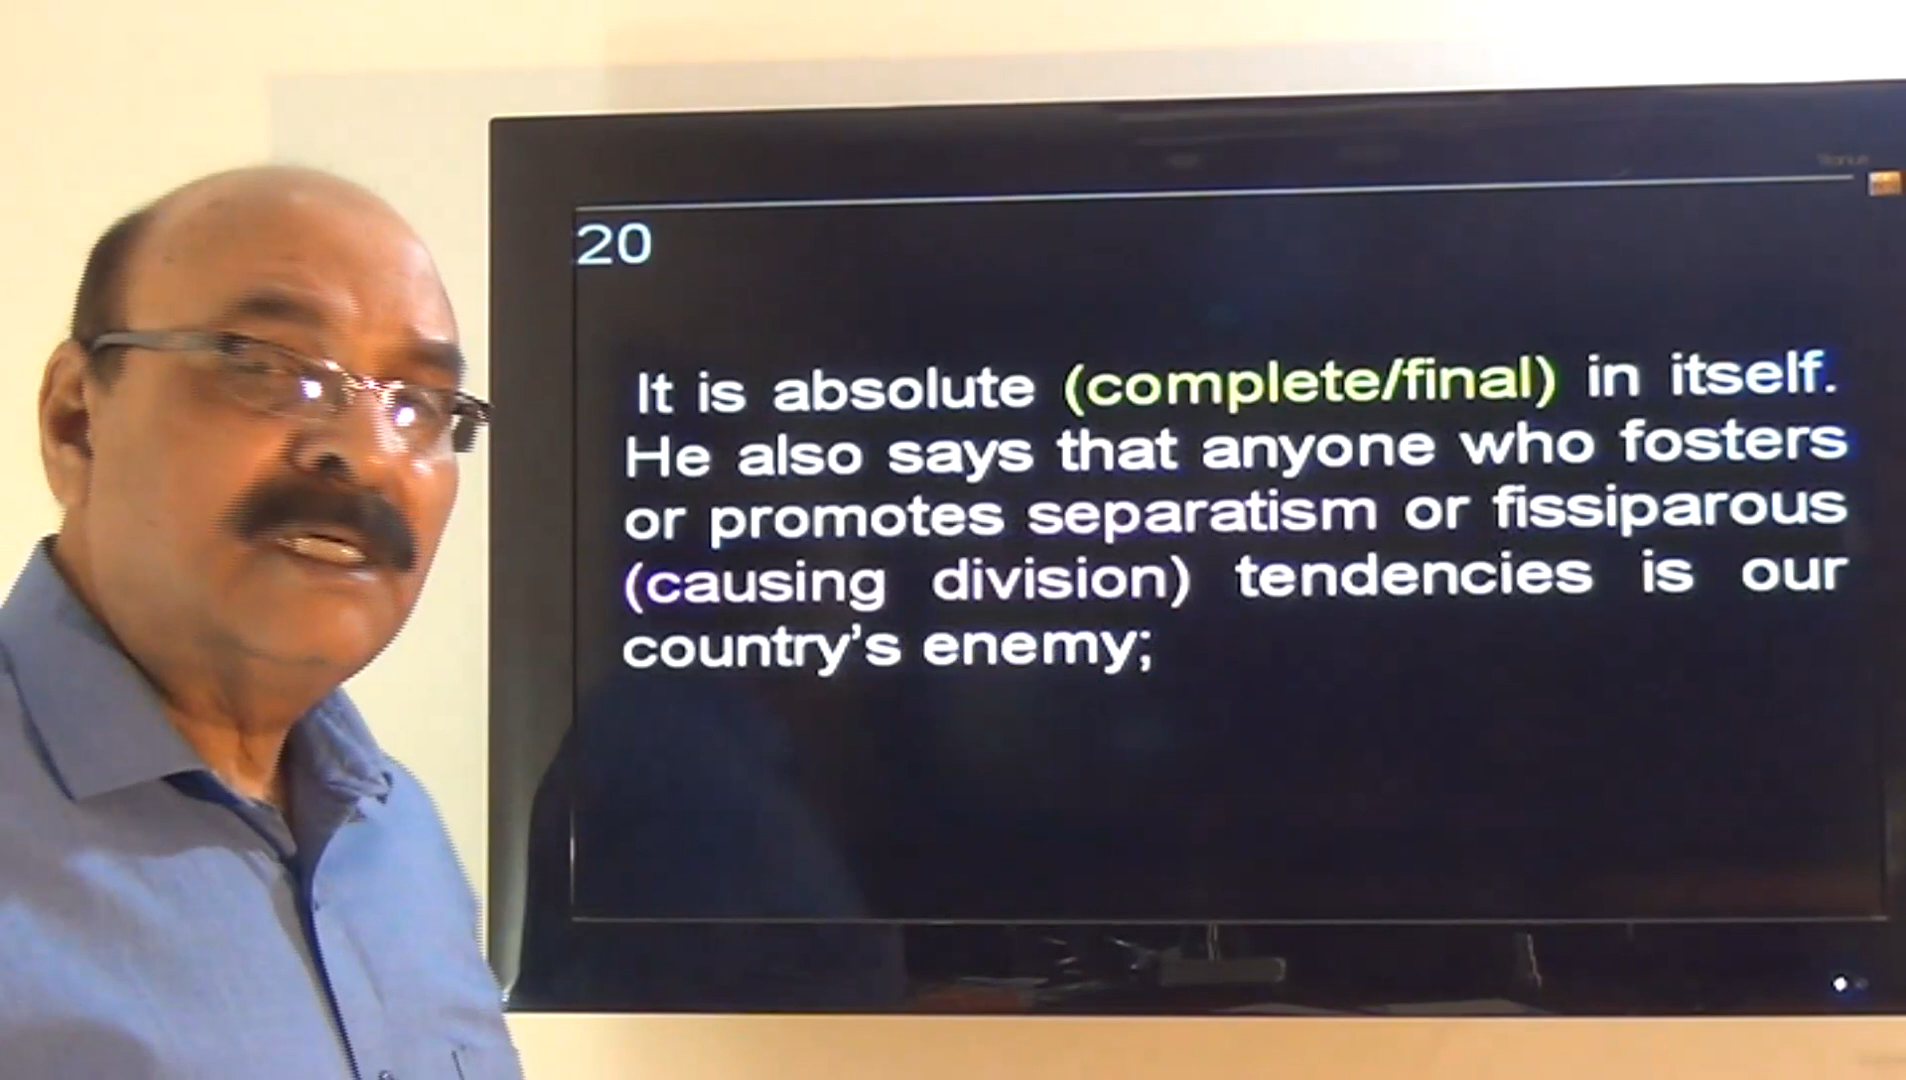 20
It is absolute (complete/final) in itself.
He also says that anyone who fosters
or promotes separatism or fissiparous
(causing division) tendencies is our
country’s enemy;